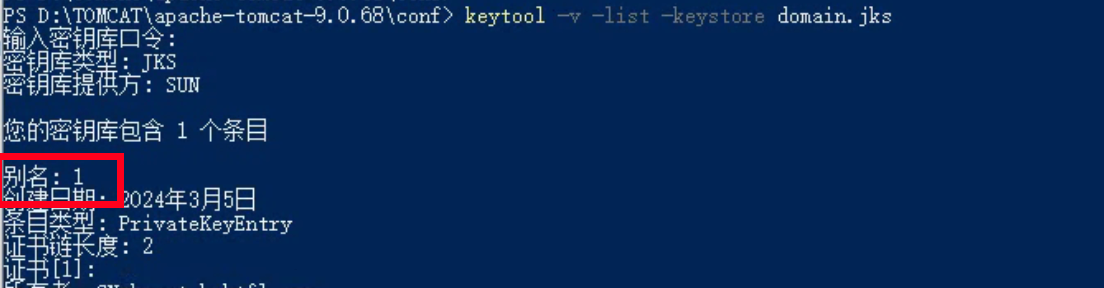 PS D:\TOMCAT\apache-tomcat-9.0.68\conf> keytool -v -list -keystore domain.jks
输入密钥库口令:
密钥库类型: JKS
密钥库提供方: SUN
您的密钥库包含 1 个条目
别名: 1
创建日期: 2024年3月5日
条目类型: PrivateKeyEntry
证书链长度: 2
证书[1]: